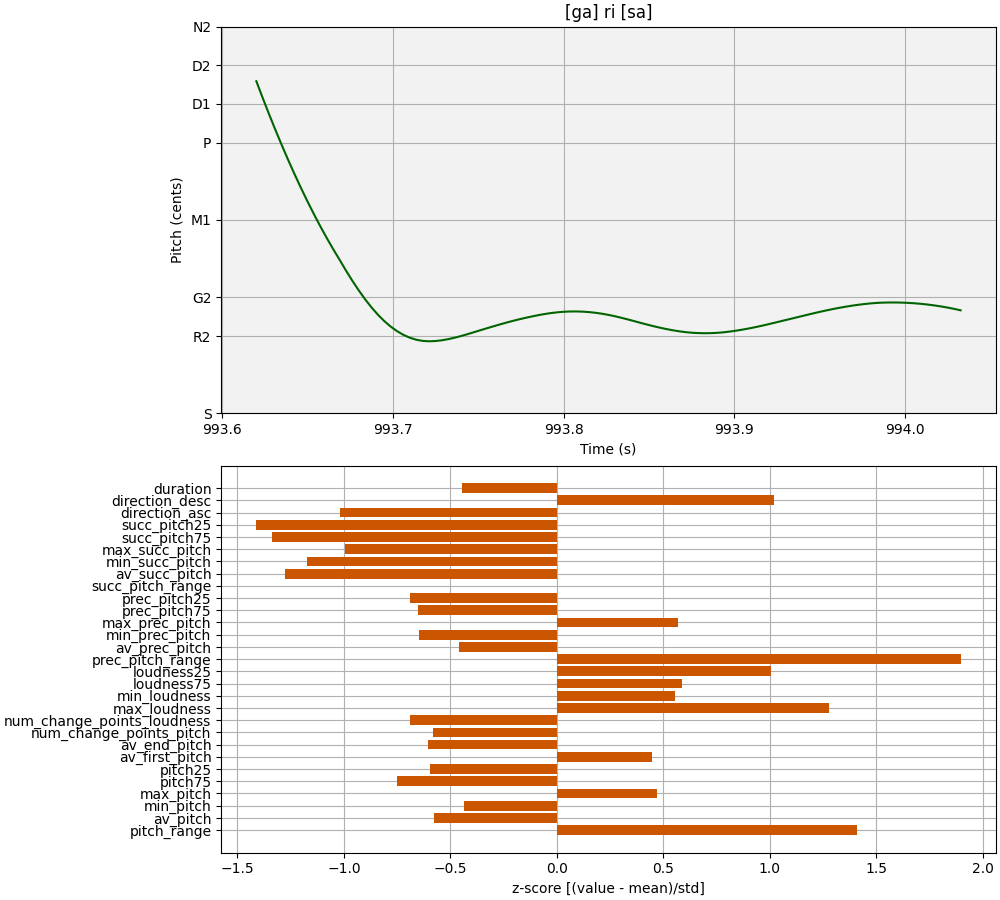 [ga] ri [sa]
N2
D2
D1
P
M1
G2
R2
S
Pitch (cents)
993.6 993.7 993.8 993.9 994.0
Time (s)
duration
direction_desc
direction_asc
succ_pitch25
succ_pitch75
max_succ_pitch
min_succ_pitch
av_succ_pitch
succ_pitch_range
prec_pitch25
prec_pitch75
max_prec_pitch
min_prec_pitch
av_prec_pitch
prec_pitch_range
loudness25
loudness75
min_loudness
max_loudness
num_change_points_loudness
num_change_points_pitch
av_end_pitch
av_first_pitch
pitch25
pitch75
max_pitch
min_pitch
av_pitch
pitch_range
−1.5 −1.0 −0.5 0.0 0.5 1.0 1.5 2.0
z-score [(value - mean)/std]